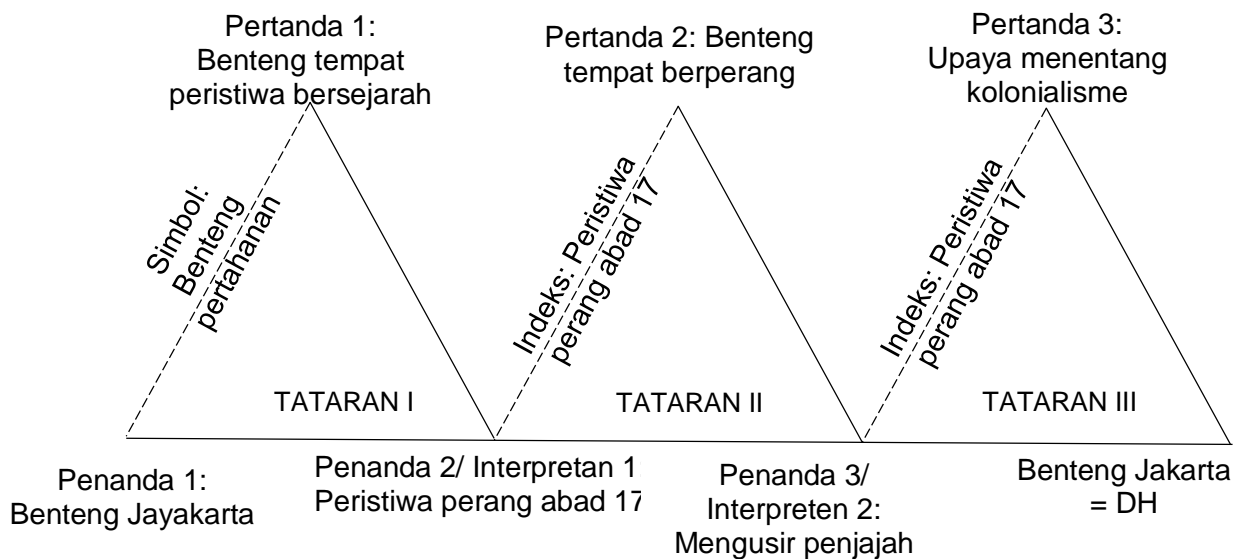 Pertanda 1:
Benteng tempat
peristiwa bersejarah
Pertanda 2: Benteng
tempat berperang
Pertanda 3:
Upaya menentang
kolonialisme
Simbol:
Benteng
pertahanan
Indeks: Peristiwa
perang abad 17
Indeks: Peristiwa
perang abad 17
TATARAN I
TATARAN II
TATARAN III
Penanda 1:
Benteng Jayakarta
Penanda 2/ Interpretan 1
Peristiwa perang abad 17
Penanda 3/
Interpreten 2:
Mengusir penjajah
Benteng Jakarta
= DH